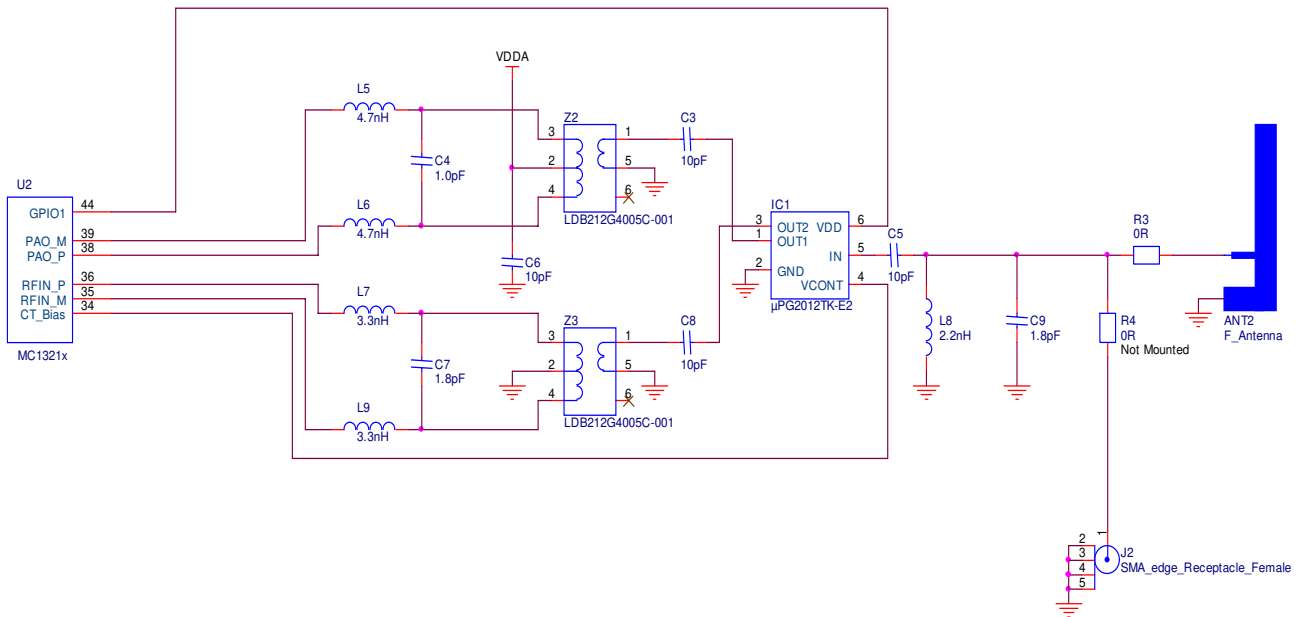 VDDA
L5
4.7nH
C4
1.0pF
L6
4.7nH
Z2
3
2
4
1
5
6
LDB212G4005C-001
C3
10pF
C6
10pF
U2
GPIO1
44
PAO_M
39
PAO_P
38
RFIN_P
36
RFIN_M
35
CT_Bias
34
MC1321x
L7
3.3nH
C7
1.8pF
L9
3.3nH
Z3
3
2
4
1
5
6
LDB212G4005C-001
C8
10pF
IC1
3
OUT2
VDD
6
1
OUT1
IN
5
2
GND
VCONT
4
µPG2012TK-E2
C5
10pF
L8
2.2nH
C9
1.8pF
R3
0R
R4
0R
Not Mounted
ANT2
F_Antenna
1
2
3
4
5
J2
SMA_edge_Receptacle_Female